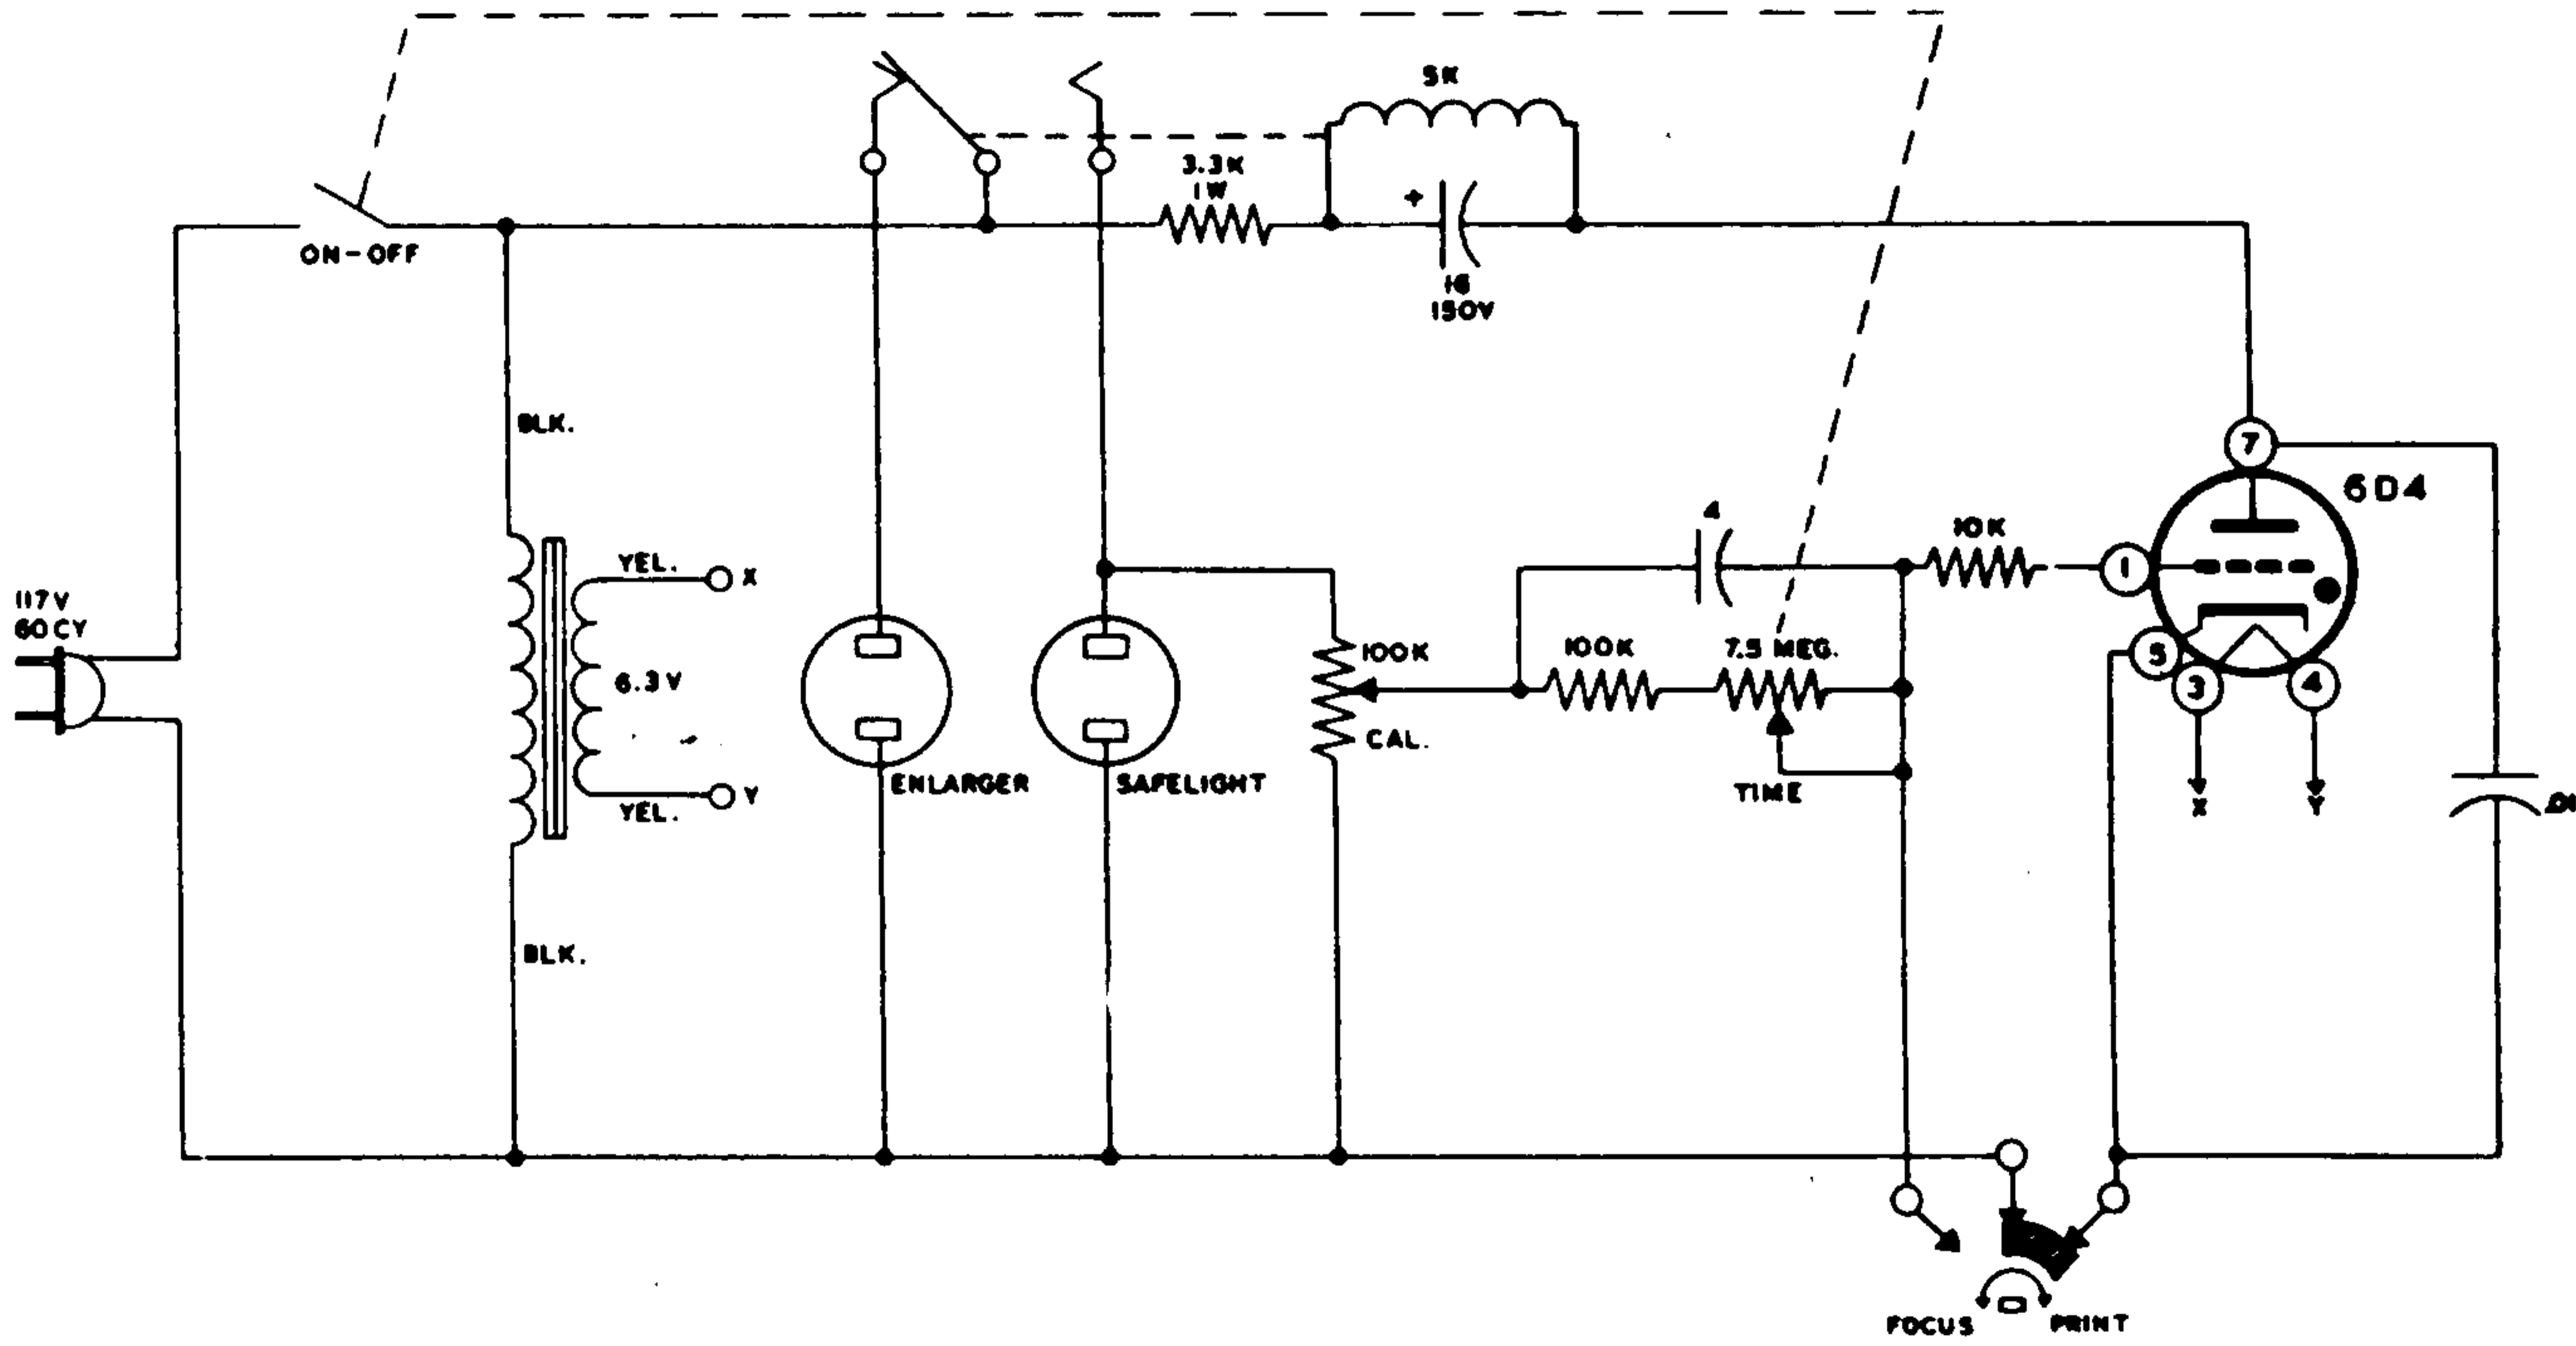 5K
3.3K
1W
+
16
150V
ON-OFF
BLK.
7
6D4
4
10K
1
YEL.
X
117V
60CY
6.3V
100K
100K
7.5 MEG.
5
3
4
CAL.
ENLARGER
SAFELIGHT
TIME
YEL.
Y
X
Y
.01
BLK.
FOCUS
PRINT